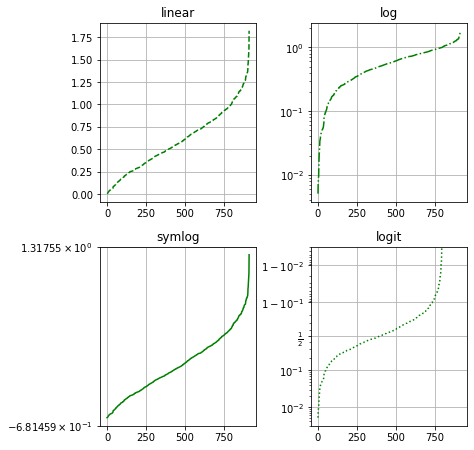 linear
1.75
1.50
1.25
1.00
0.75
0.50
0.25
0.00
0 250 500 750
log
10⁰
10⁻¹
10⁻²
0 250 500 750
symlog
1.31755 × 10⁰
−6.81459 × 10⁻¹
0 250 500 750
logit
1 − 10⁻²
1 − 10⁻¹
1/2
10⁻¹
10⁻²
0 250 500 750